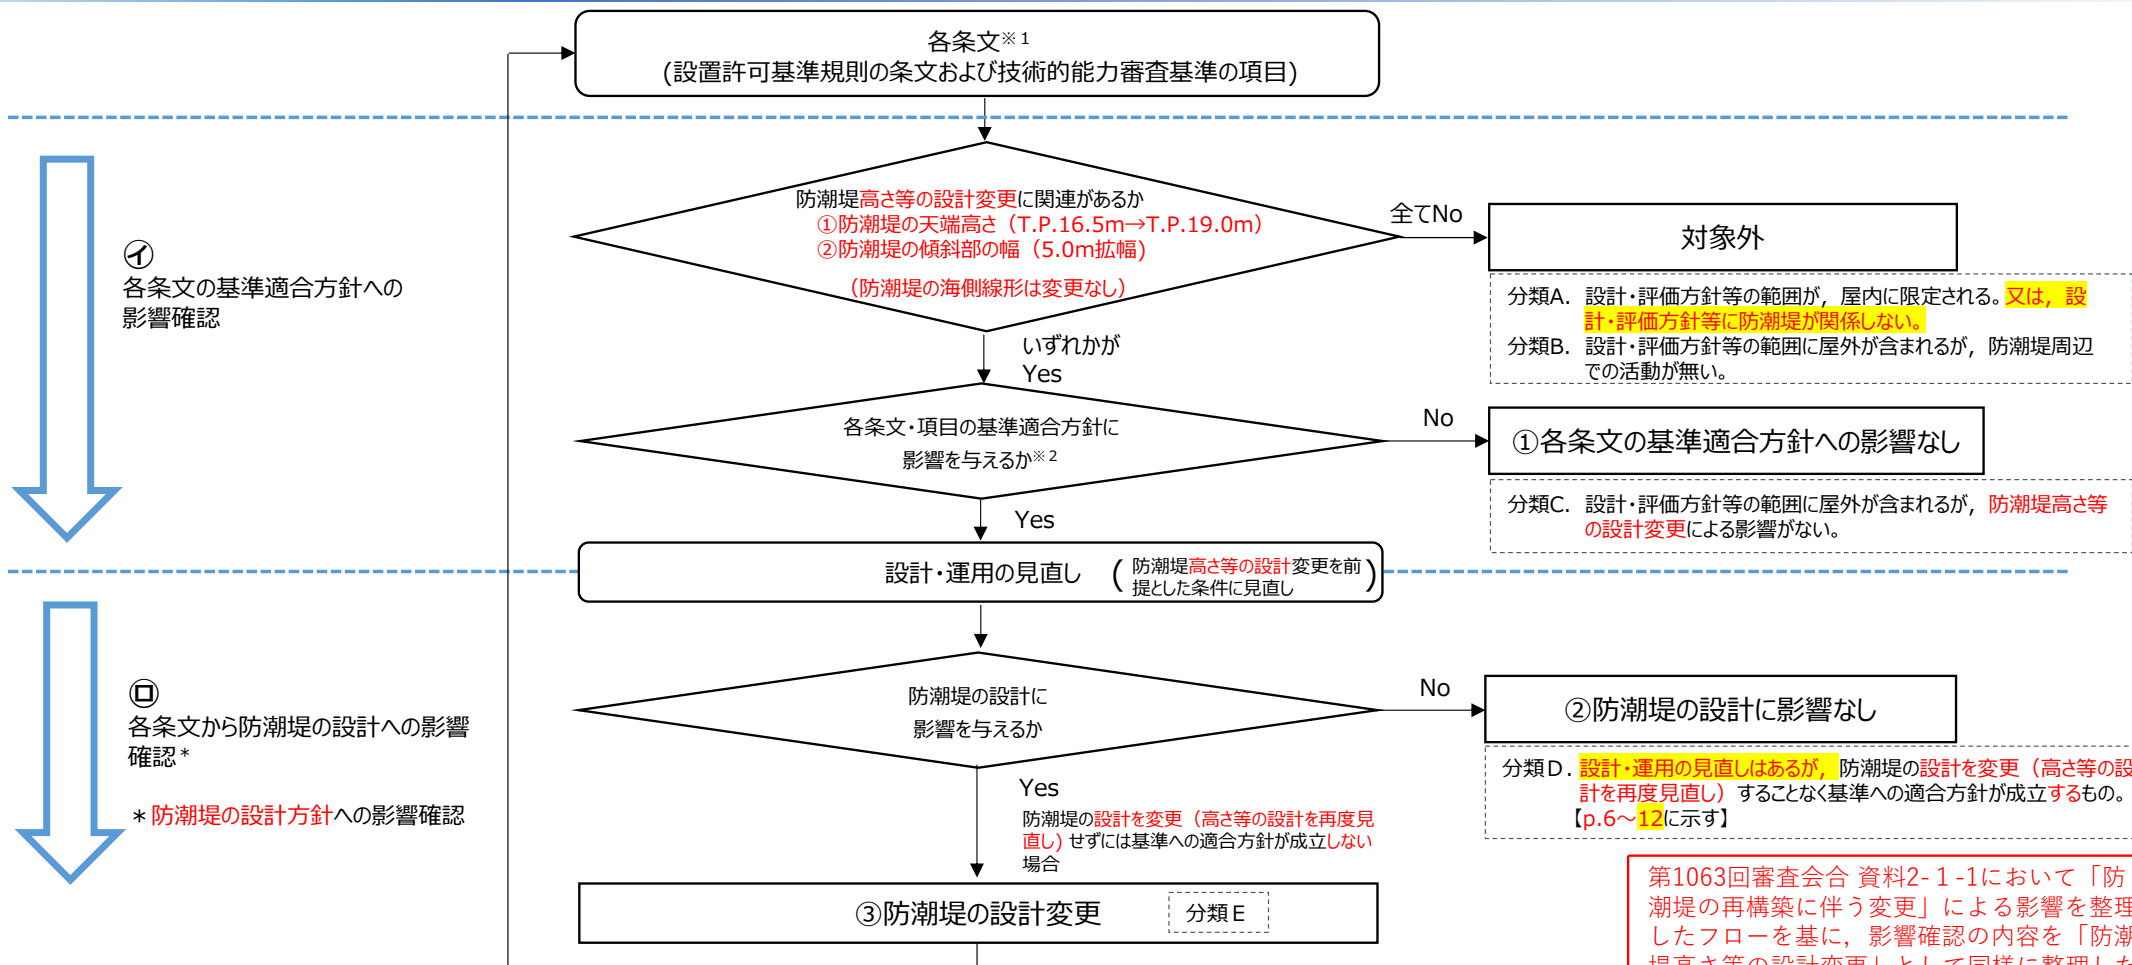 各条文※1
(設置許可基準規則の条文および技術的能力審査基準の項目)
㋑
各条文の基準適合方針への
影響確認
防潮堤高さ等の設計変更に関連があるか
①防潮堤の天端高さ（T.P.16.5m→T.P.19.0m）
②防潮堤の傾斜部の幅（5.0m拡幅)
（防潮堤の海側線形は変更なし）
全てNo
対象外
分類A. 設計・評価方針等の範囲が，屋内に限定される。又は，設
計・評価方針等に防潮堤が関係しない。
分類B. 設計・評価方針等の範囲に屋外が含まれるが，防潮堤周辺
での活動が無い。
いずれかが
Yes
各条文・項目の基準適合方針に
影響を与えるか※2
No
①各条文の基準適合方針への影響なし
分類C. 設計・評価方針等の範囲に屋外が含まれるが，防潮堤高さ等
の設計変更による影響がない。
Yes
設計・運用の見直し
(防潮堤高さ等の設計変更を前
提とした条件に見直し)
㋺
各条文から防潮堤の設計への影響
確認*
*防潮堤の設計方針への影響確認
防潮堤の設計に
影響を与えるか
No
②防潮堤の設計に影響なし
分類D. 設計・運用の見直しはあるが，防潮堤の設計を変更（高さ等の設
計を再度見直し）することなく基準への適合方針が成立するもの。
【p.6～12に示す】
Yes
防潮堤の設計を変更（高さ等の設計を再度見
直し）せずには基準への適合方針が成立しない
場合
③防潮堤の設計変更
分類E
第1063回審査会合 資料2-1-1において「防
潮堤の再構築に伴う変更」による影響を整理
したフローを基に，影響確認の内容を「防潮
堤高さ等の設計変更」として同様に整理した